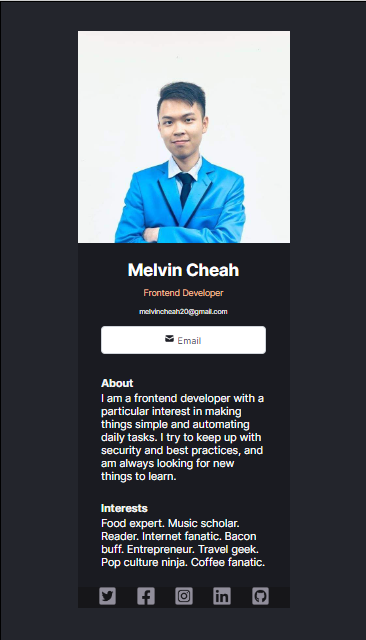 Melvin Cheah
Frontend Developer
melvincheah20@gmail.com
Email
About
I am a frontend developer with a
particular interest in making
things simple and automating
daily tasks. I try to keep up with
security and best practices, and
am always looking for new
things to learn.
Interests
Food expert. Music scholar.
Reader. Internet fanatic. Bacon
buff. Entrepreneur. Travel geek.
Pop culture ninja. Coffee fanatic.